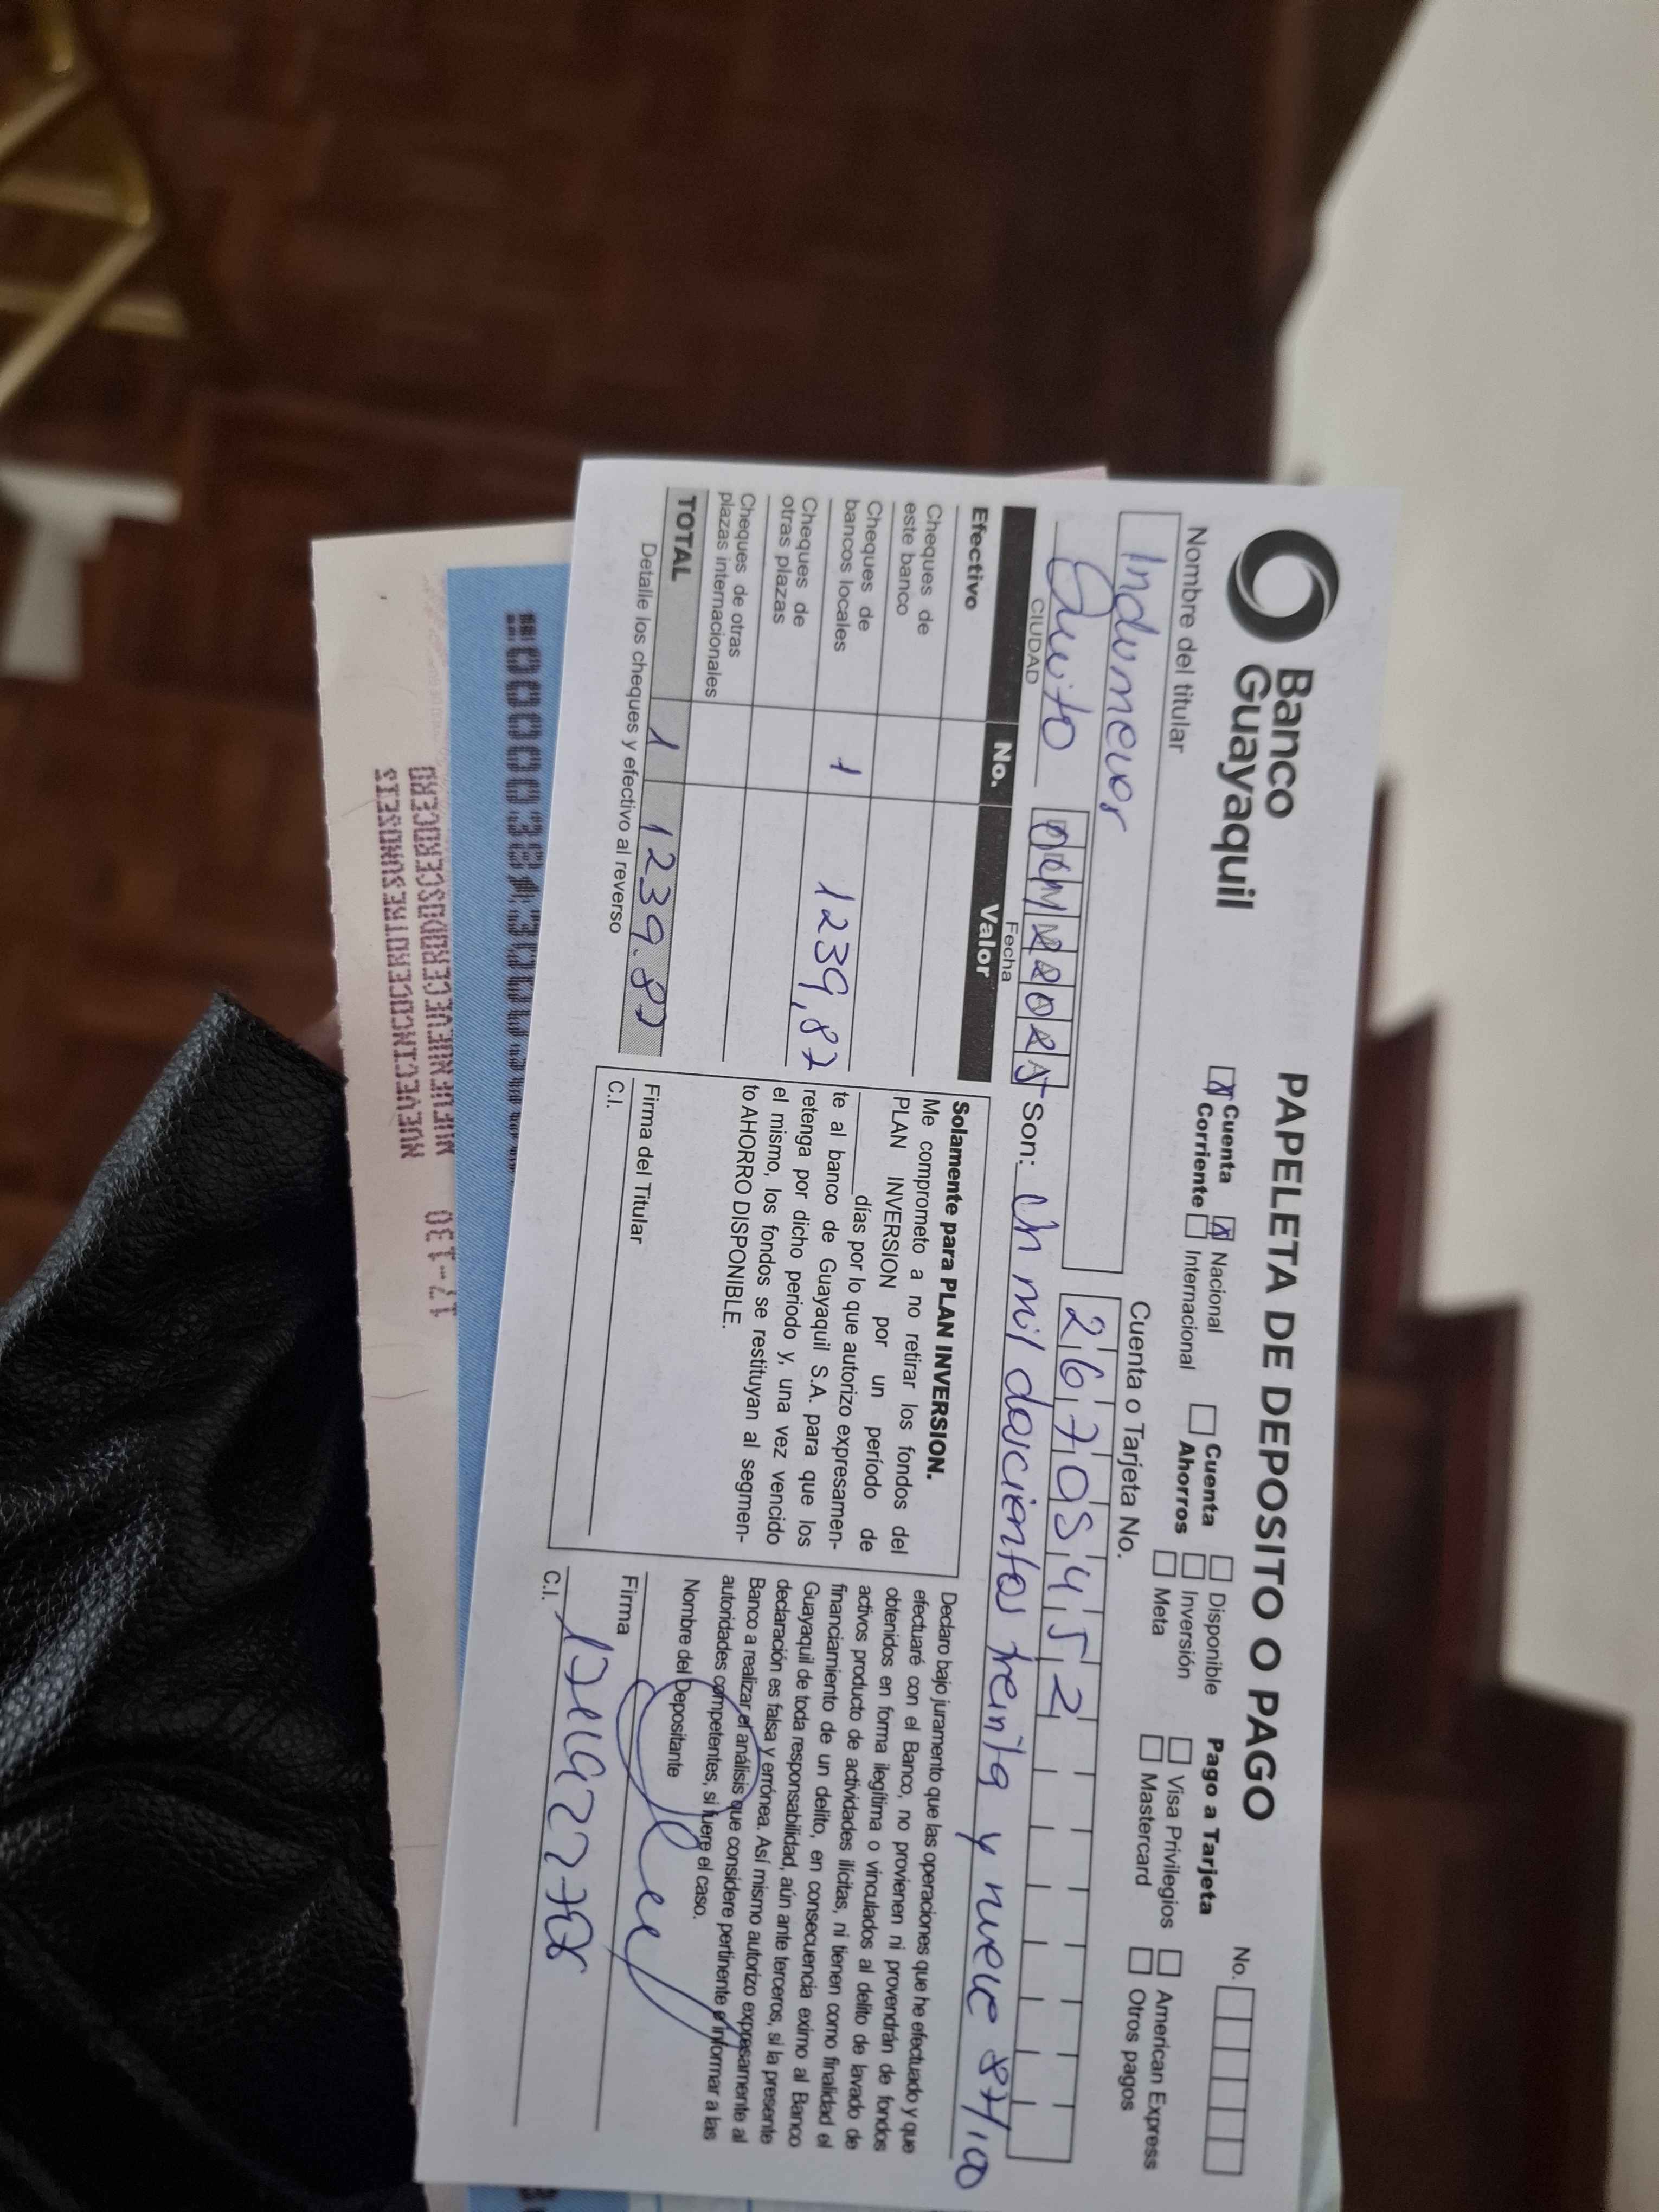 Banco
Guayaquil
PAPELETA DE DEPOSITO O PAGO
No.
Cuenta
Corriente
Nacional
Internacional
Cuenta
Ahorros
Disponible
Inversión
Meta
Pago a Tarjeta
Visa Privilegios
Mastercard
American Express
Otros pagos
Nombre del titular
Cuenta o Tarjeta No.
267054552
Quito
CIUDAD
Fecha
Son: Un mil doscientos treinta y nueve 87/100
No. Valor
Efectivo
Cheques de
este banco
Cheques de
bancos locales 1 1239,87
Cheques de
otras plazas
Cheques de otras
plazas internacionales
TOTAL 1 1239.87
Detalle los cheques y efectivo al reverso
Solamente para PLAN INVERSION.
Me comprometo a no retirar los fondos del
PLAN INVERSION por un período de
días por lo que autorizo expresamen-
te al banco de Guayaquil S.A. para que los
retenga por dicho periodo y, una vez vencido
el mismo, los fondos se restituyan al segmen-
to AHORRO DISPONIBLE.
Firma del Titular
C.I.
Declaro bajo juramento que las operaciones que he efectuado y que
efectuaré con el Banco, no provienen ni provendrán de fondos
obtenidos en forma ilegítima o vinculados al delito de lavado de
activos producto de actividades ilícitas, ni tienen como finalidad el
financiamiento de un delito, en consecuencia eximo al Banco
Guayaquil de toda responsabilidad, aún ante terceros, si la presente
declaración es falsa y errónea. Así mismo autorizo expresamente al
Banco a realizar el análisis que considere pertinente e informar a las
autoridades competentes, si fuere el caso.
Nombre del Depositante
Firma
C.I.